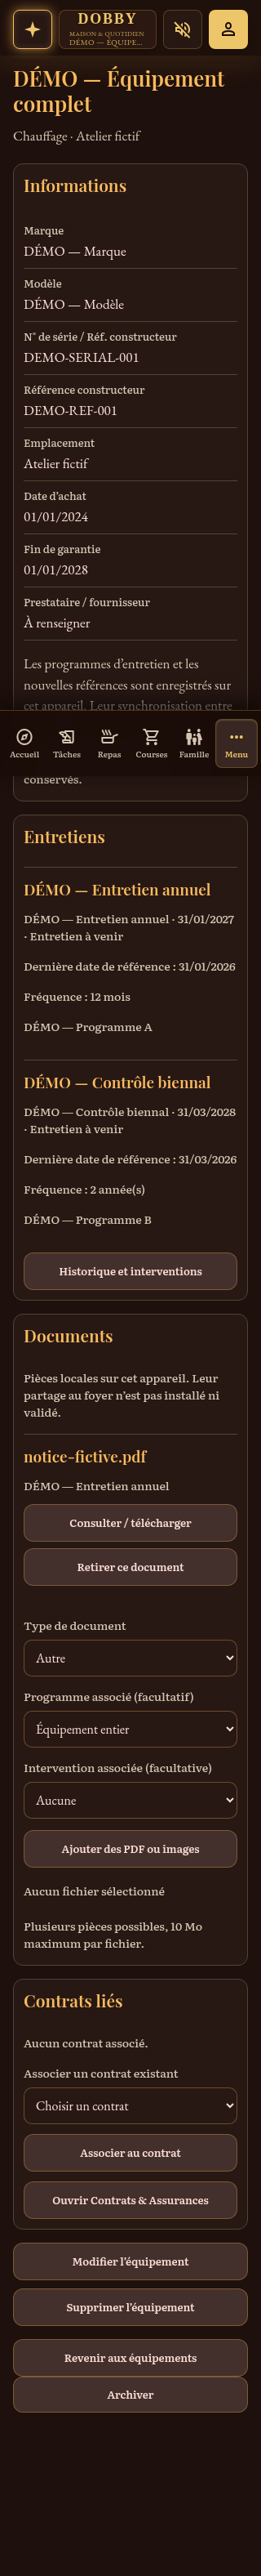 DOBBY
MAISON & QUOTIDIEN
DÉMO — ÉQUIPE…
DÉMO — Équipement
complet
Chauffage · Atelier fictif
Informations
Marque
DÉMO — Marque
Modèle
DÉMO — Modèle
N° de série / Réf. constructeur
DEMO-SERIAL-001
Référence constructeur
DEMO-REF-001
Emplacement
Atelier fictif
Date d’achat
01/01/2024
Fin de garantie
01/01/2028
Prestataire / fournisseur
À renseigner
Les programmes d’entretien et les
nouvelles références sont enregistrés sur
cet appareil. Leur synchronisation entre
Accueil Tâches Repas Courses Famille Menu
conservés.
Entretiens
DÉMO — Entretien annuel
DÉMO — Entretien annuel · 31/01/2027
· Entretien à venir
Dernière date de référence : 31/01/2026
Fréquence : 12 mois
DÉMO — Programme A
DÉMO — Contrôle biennal
DÉMO — Contrôle biennal · 31/03/2028
· Entretien à venir
Dernière date de référence : 31/03/2026
Fréquence : 2 année(s)
DÉMO — Programme B
Historique et interventions
Documents
Pièces locales sur cet appareil. Leur
partage au foyer n’est pas installé ni
validé.
notice-fictive.pdf
DÉMO — Entretien annuel
Consulter / télécharger
Retirer ce document
Type de document
Autre
Programme associé (facultatif)
Équipement entier
Intervention associée (facultative)
Aucune
Ajouter des PDF ou images
Aucun fichier sélectionné
Plusieurs pièces possibles, 10 Mo
maximum par fichier.
Contrats liés
Aucun contrat associé.
Associer un contrat existant
Choisir un contrat
Associer au contrat
Ouvrir Contrats & Assurances
Modifier l’équipement
Supprimer l’équipement
Revenir aux équipements
Archiver